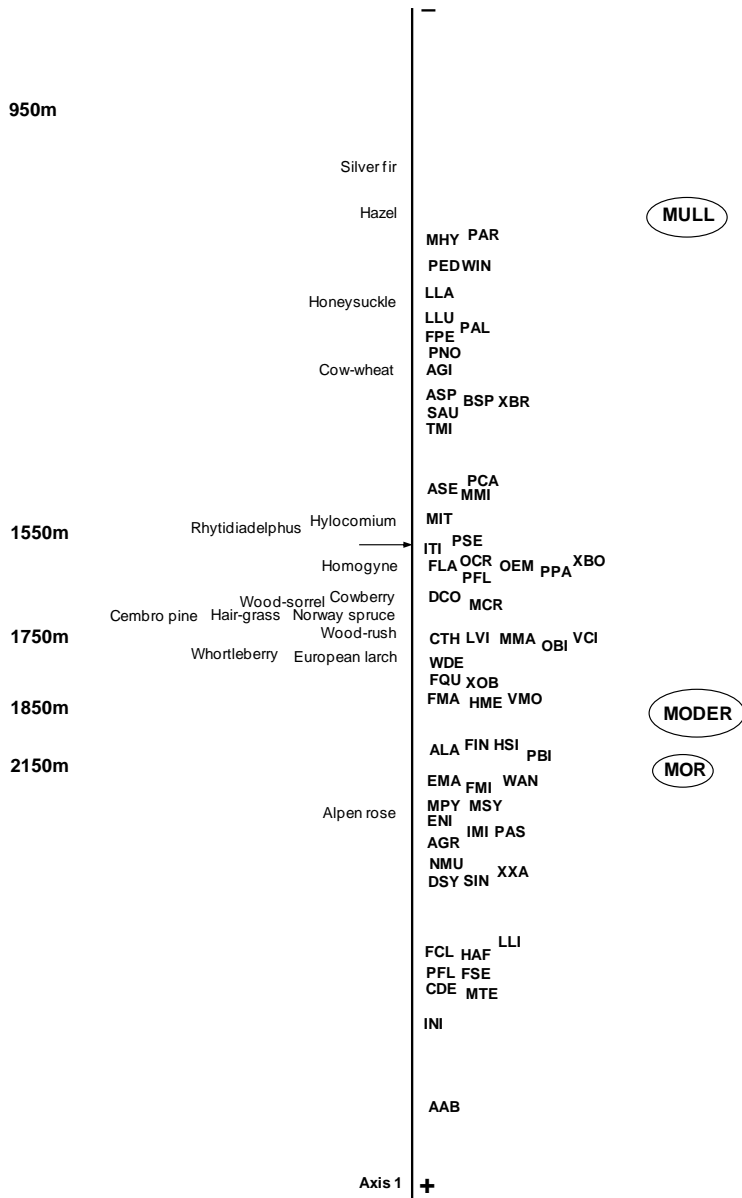 −
950m
Silver fir
Hazel MULL
MHY PAR
PED WIN
LLA
Honeysuckle
LLU PAL
FPE
PNO
Cow-wheat AGI
ASP BSP XBR
SAU
TMI
PCA
ASE MMI
Hylocomium MIT
1550m Rhytidiadelphus
ITI PSE
Homogyne FLA OCR OEM PPA XBO
PFL
Wood-sorrel Cowberry DCO MCR
Cembro pine Hair-grass Norway spruce
1750m Wood-rush CTH LVI MMA OBI VCI
Whortleberry European larch WDE
FQU XOB
FMA HME VMO
1850m MODER
ALA FIN HSI PBI
2150m MOR
EMA FMI WAN
MPY MSY
Alpen rose ENI
IMI PAS
AGR
NMU
DSY SIN XXA
LLI
FCL HAF
PFL FSE
CDE MTE
INI
AAB
Axis 1 +